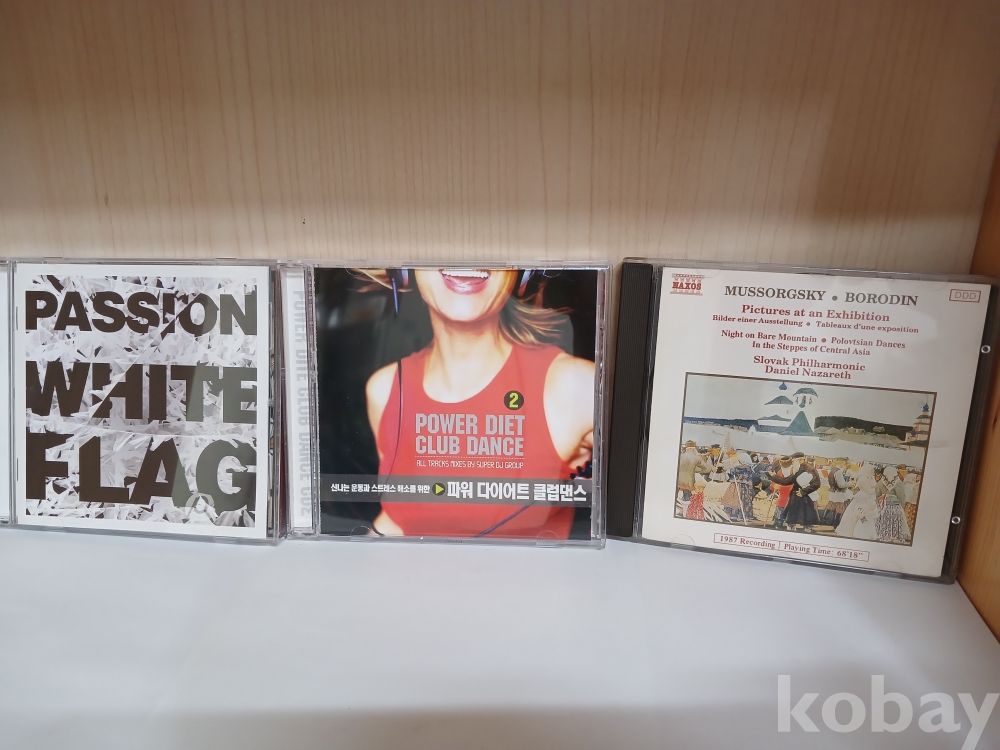 PASSION
WHITE
FLAG
POWER DIET CLUB DANCE
2
POWER DIET
CLUB DANCE
ALL TRACKS MIXES BY SUPER DJ GROUP
신나는 운동과 스트레스 해소를 위한 파워 다이어트 클럽댄스
NAXOS
DDD
MUSSORGSKY • BORODIN
Pictures at an Exhibition
Bilder einer Ausstellung • Tableaux d'une exposition
Night on Bare Mountain • Polovtsian Dances
In the Steppes of Central Asia
Slovak Philharmonic
Daniel Nazareth
1987 Recording Playing Time: 68'18"
kobay